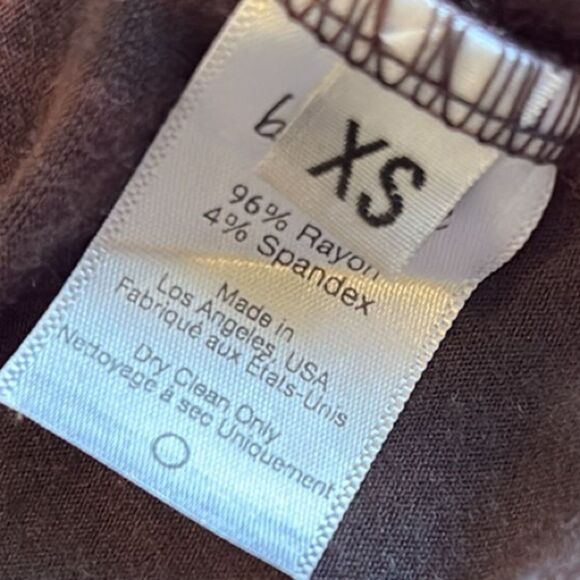 XS
96% Rayon
4% Spandex
Made in
Los Angeles, USA
Fabriqué aux États-Unis
Dry Clean Only
Nettoyage à sec Uniquement